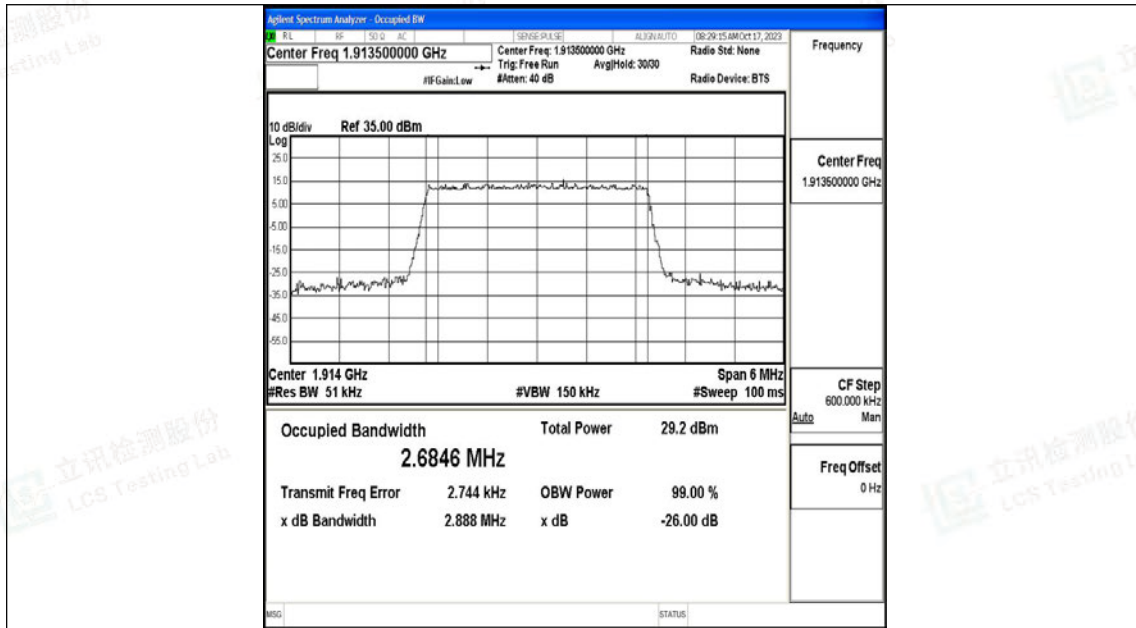 Agilent Spectrum Analyzer - Occupied BW
RL RF 50 Ω AC SENSE:PULSE ALIGNAUTO 08:29:15 AM Oct 17, 2023
Center Freq 1.913500000 GHz
Center Freq: 1.913500000 GHz
Radio Std: None
Trig: Free Run Avg|Hold: 30/30
#IFGain:Low #Atten: 40 dB Radio Device: BTS
Frequency
10 dB/div Ref 35.00 dBm
Log
25.0
15.0
5.00
-5.00
-15.0
-25.0
-35.0
-45.0
-55.0
Center 1.914 GHz Span 6 MHz
#Res BW 51 kHz #VBW 150 kHz #Sweep 100 ms
Occupied Bandwidth Total Power 29.2 dBm
2.6846 MHz
Transmit Freq Error 2.744 kHz OBW Power 99.00 %
x dB Bandwidth 2.888 MHz x dB -26.00 dB
Center Freq
1.913500000 GHz
CF Step
600.000 kHz
Auto Man
Freq Offset
0 Hz
MSG STATUS
立讯检测股份
LCS Testing Lab
立讯检测股份
LCS Testing L
检测股份
esting Lab
立